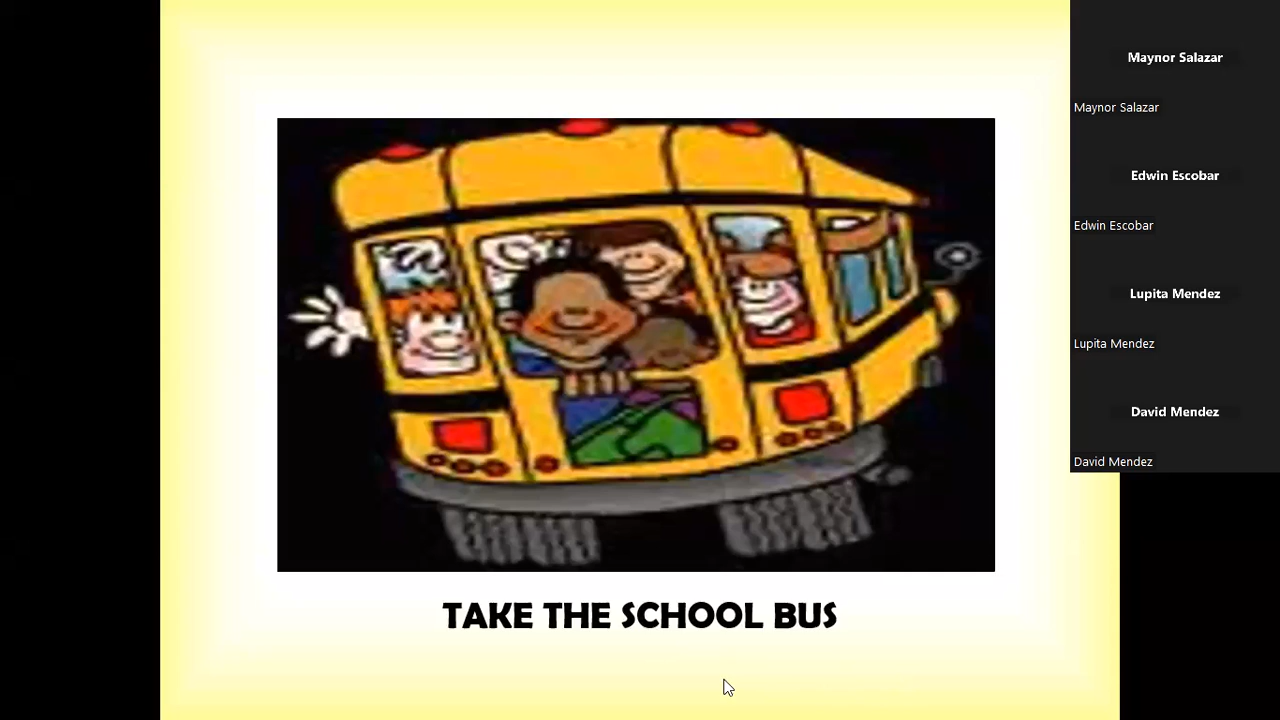 TAKE THE SCHOOL BUS
Maynor Salazar
Maynor Salazar
Edwin Escobar
Edwin Escobar
Lupita Mendez
Lupita Mendez
David Mendez
David Mendez